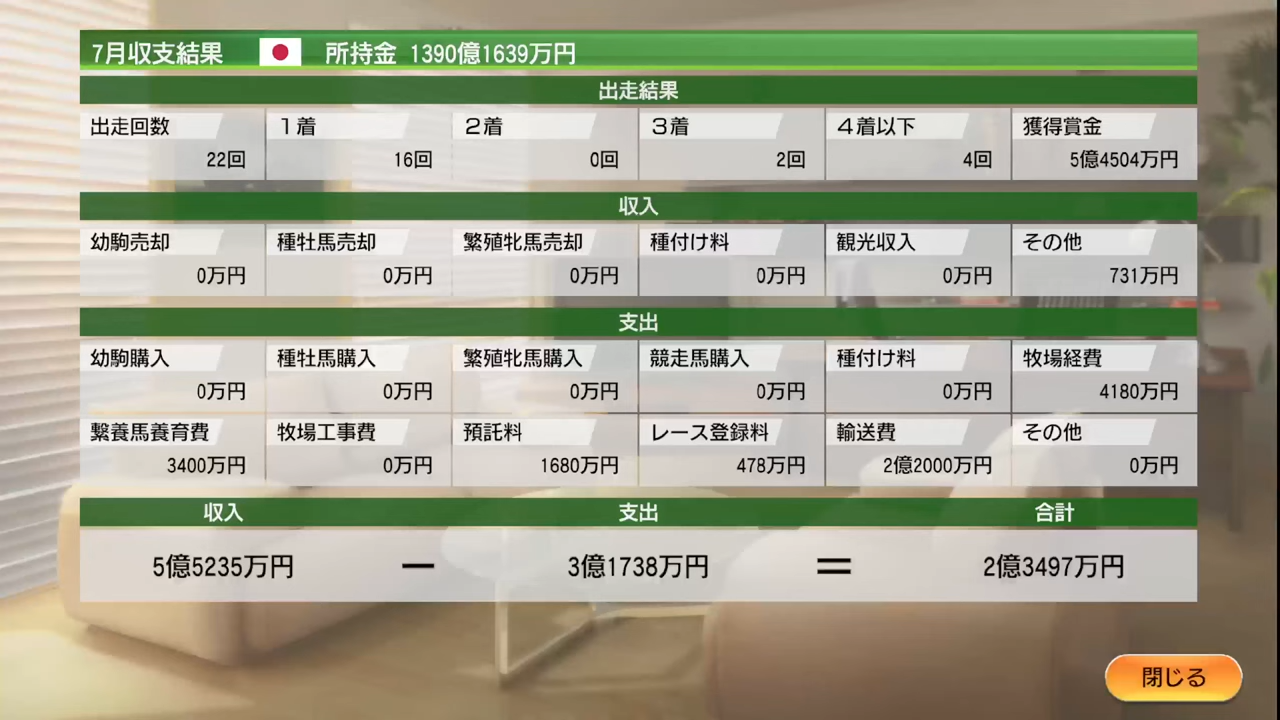 7月収支結果 所持金 1390億1639万円
出走結果
出走回数 1着 2着 3着 4着以下 獲得賞金
22回 16回 0回 2回 4回 5億4504万円
収入
幼駒売却 種牡馬売却 繁殖牝馬売却 種付け料 観光収入 その他
0万円 0万円 0万円 0万円 0万円 731万円
支出
幼駒購入 種牡馬購入 繁殖牝馬購入 競走馬購入 種付け料 牧場経費
0万円 0万円 0万円 0万円 0万円 4180万円
繫養馬養育費 牧場工事費 預託料 レース登録料 輸送費 その他
3400万円 0万円 1680万円 478万円 2億2000万円 0万円
収入 支出 合計
5億5235万円 － 3億1738万円 ＝ 2億3497万円
閉じる